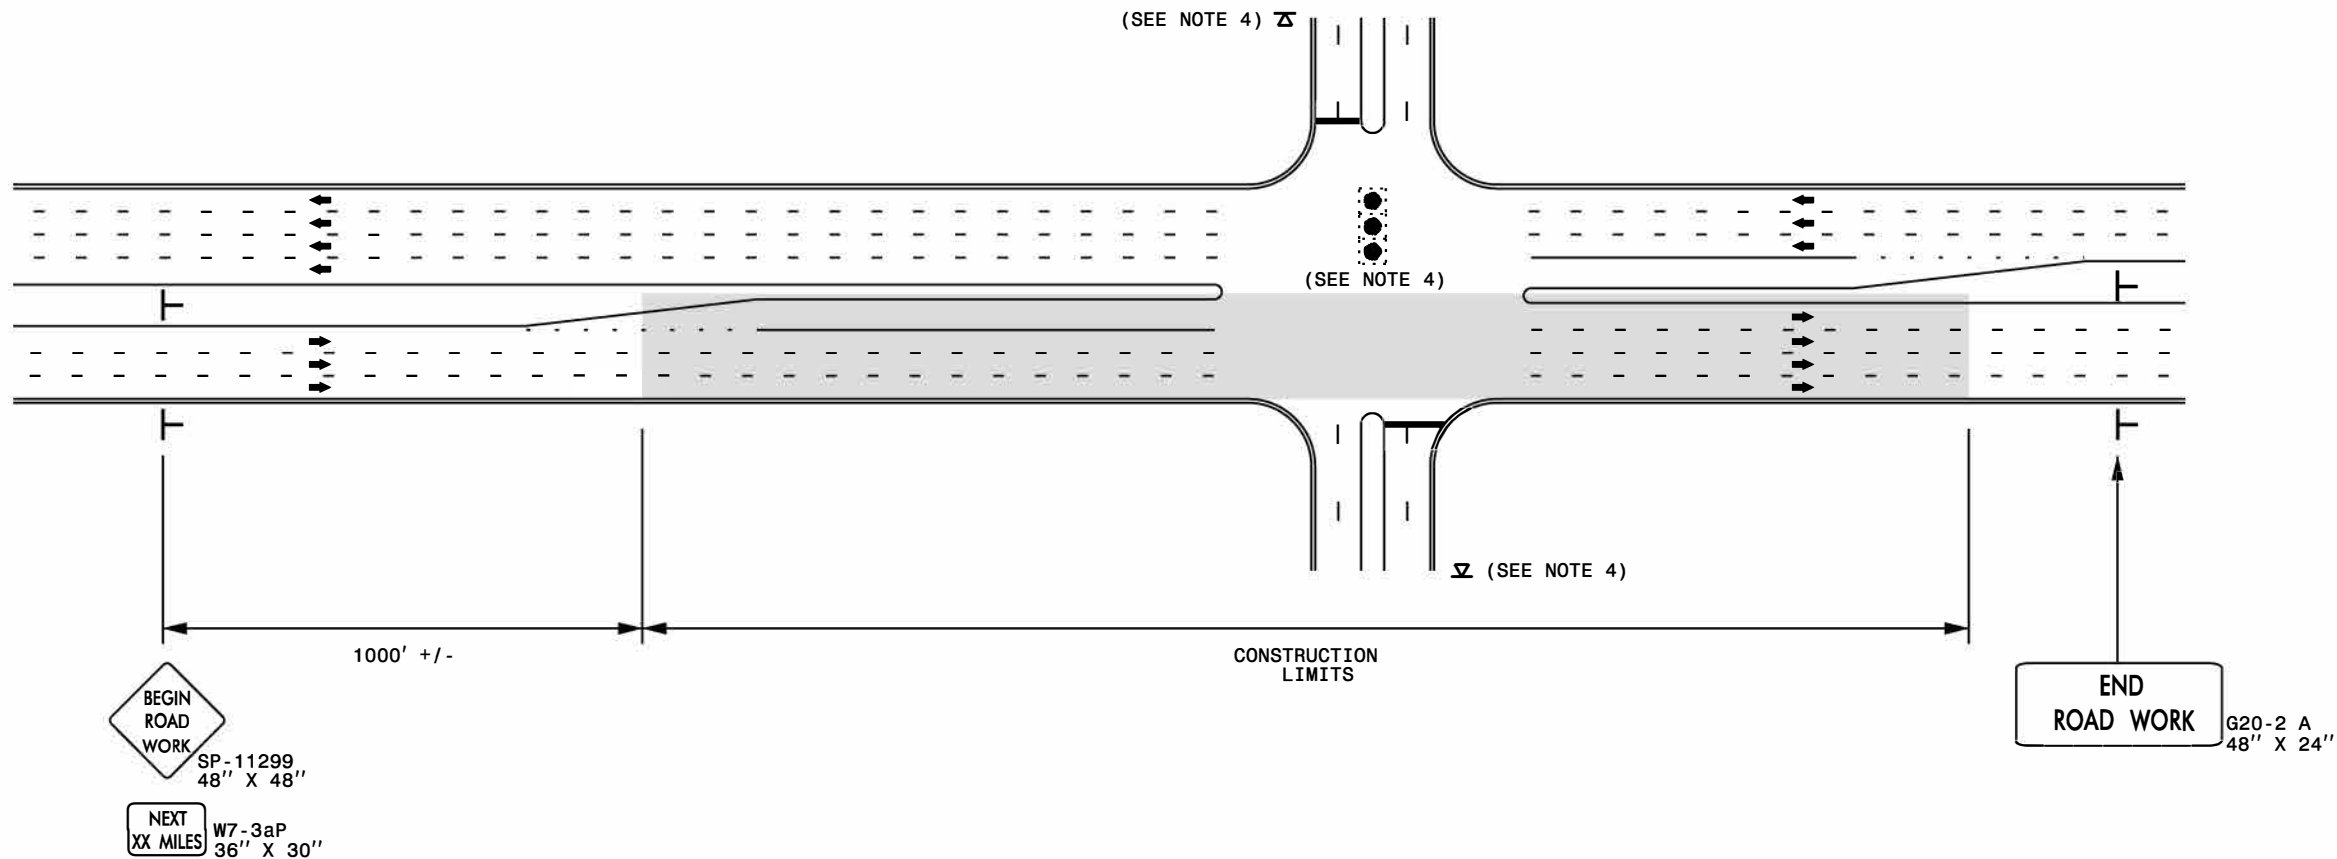 (SEE NOTE 4)
(SEE NOTE 4)
(SEE NOTE 4)
1000' +/-
CONSTRUCTION
LIMITS
BEGIN
ROAD
WORK
SP-11299
48'' X 48''
NEXT
XX MILES
W7-3aP
36'' X 30''
END
ROAD WORK
G20-2 A
48'' X 24''